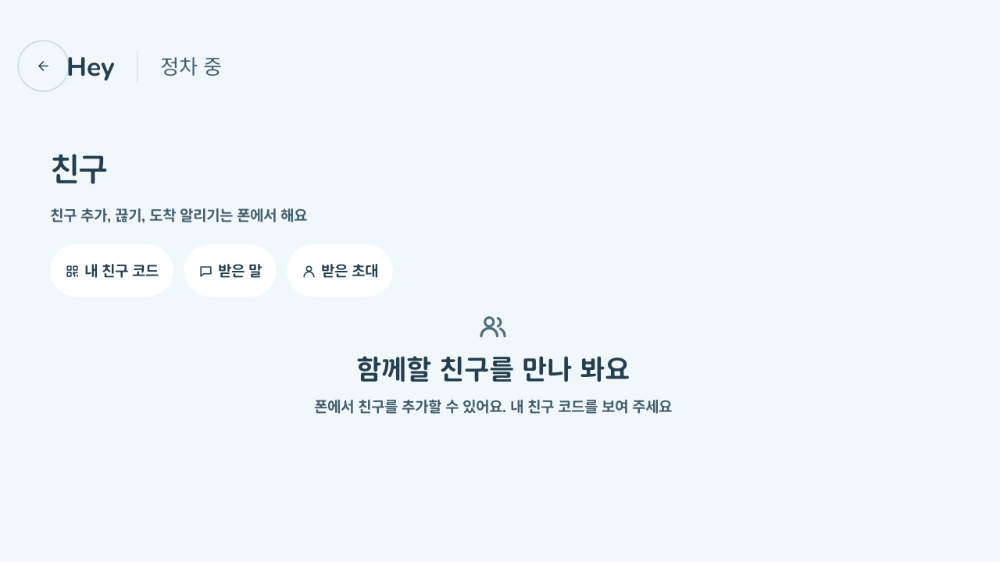 Hey 정차 중
친구
친구 추가, 끊기, 도착 알리기는 폰에서 해요
내 친구 코드 받은 말 받은 초대
함께할 친구를 만나 봐요
폰에서 친구를 추가할 수 있어요. 내 친구 코드를 보여 주세요